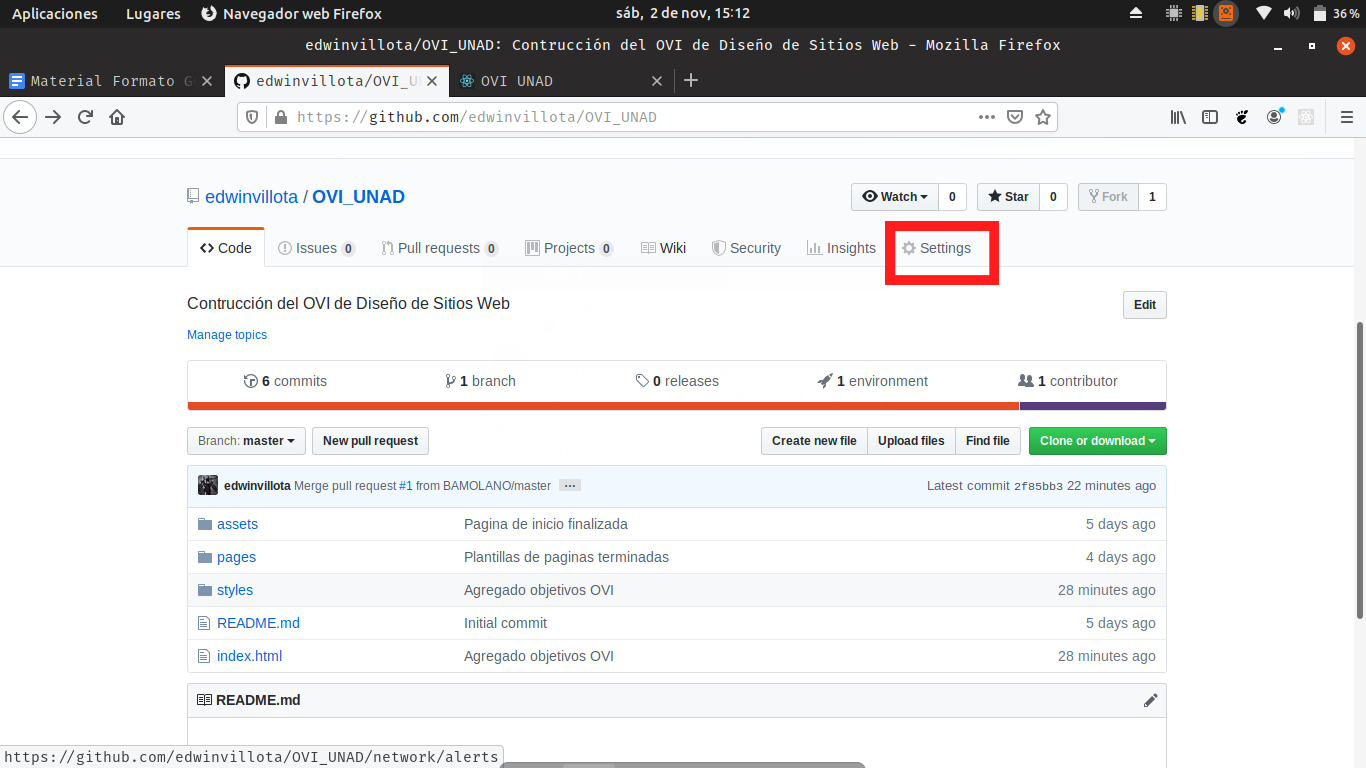 Aplicaciones Lugares Navegador web Firefox sáb, 2 de nov, 15:12 36 %
edwinvillota/OVI_UNAD: Contrucción del OVI de Diseño de Sitios Web - Mozilla Firefox
Material Formato G edwinvillota/OVI_U OVI UNAD
https://github.com/edwinvillota/OVI_UNAD
edwinvillota / OVI_UNAD Watch 0 Star 0 Fork 1
Code Issues 0 Pull requests 0 Projects 0 Wiki Security Insights Settings
Contrucción del OVI de Diseño de Sitios Web Edit
Manage topics
6 commits 1 branch 0 releases 1 environment 1 contributor
Branch: master New pull request Create new file Upload files Find file Clone or download
edwinvillota Merge pull request #1 from BAMOLANO/master ... Latest commit 2f85bb3 22 minutes ago
assets Pagina de inicio finalizada 5 days ago
pages Plantillas de paginas terminadas 4 days ago
styles Agregado objetivos OVI 28 minutes ago
README.md Initial commit 5 days ago
index.html Agregado objetivos OVI 28 minutes ago
README.md
https://github.com/edwinvillota/OVI_UNAD/network/alerts